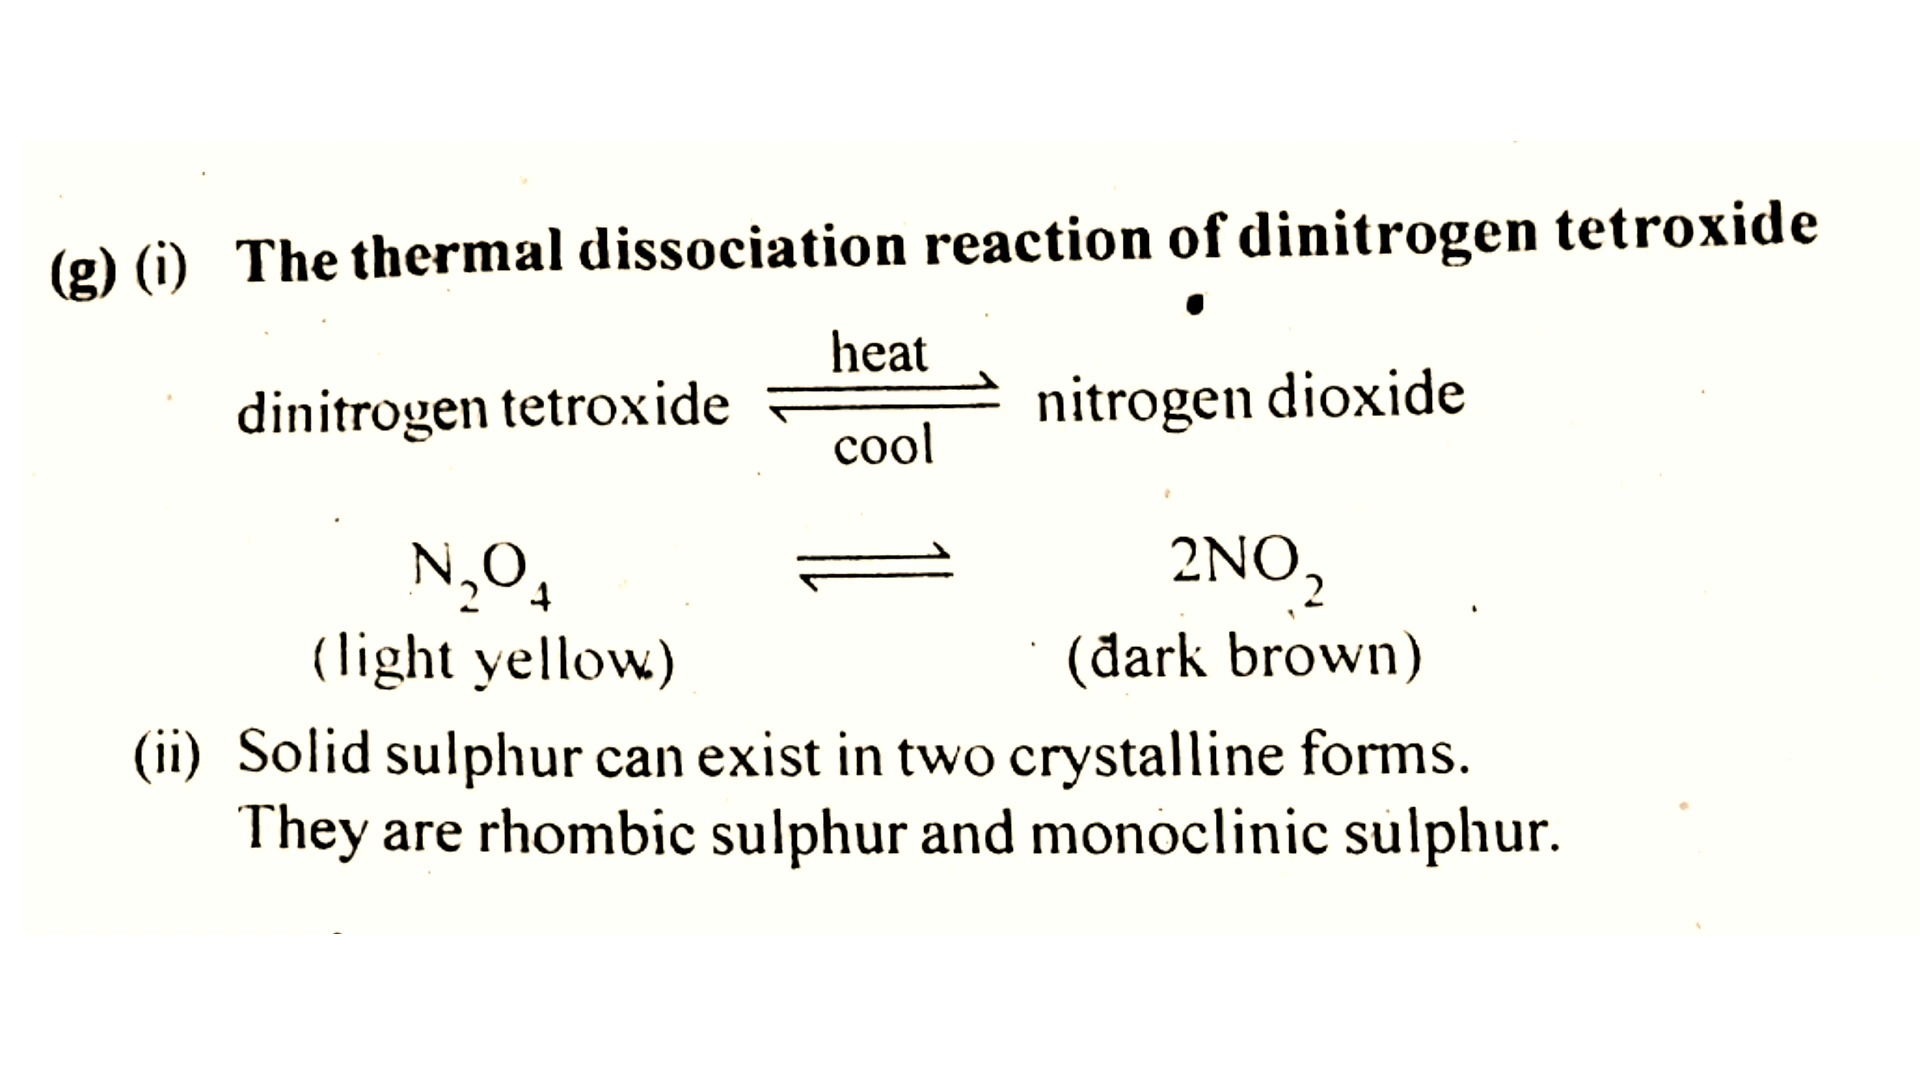 (g) (i) The thermal dissociation reaction of dinitrogen tetroxide
heat
dinitrogen tetroxide ⇌ nitrogen dioxide
cool
N₂O₄ ⇌ 2NO₂
(light yellow) (dark brown)
(ii) Solid sulphur can exist in two crystalline forms.
They are rhombic sulphur and monoclinic sulphur.